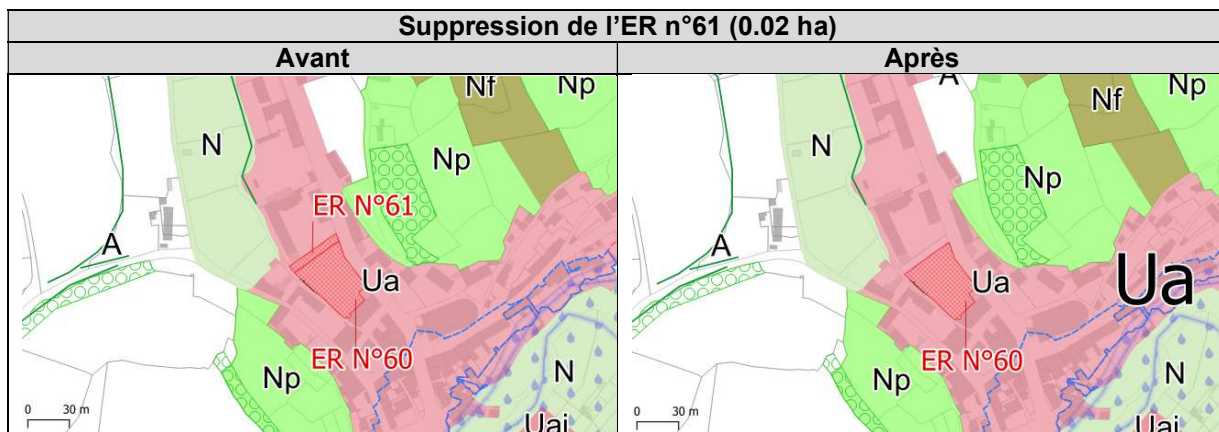 Suppression de l'ER n°61 (0.02 ha)
Avant
Après
Nf
Np
N
Np
ER N°61
A
Ua
ER N°60
Np
N
Uai
0 30 m
A
Nf
Np
N
Np
A
Ua
Ua
ER N°60
Np
N
Uai
0 30 m